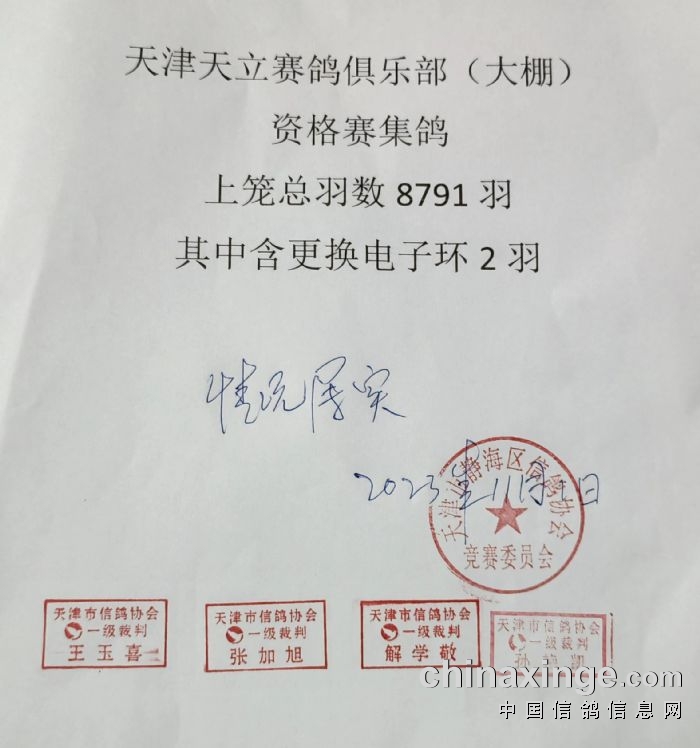 天津天立赛鸽俱乐部（大棚）
资格赛集鸽
上笼总羽数 8791 羽
其中含更换电子环 2 羽
情况属实
2023年11月 日
天津市静海区信鸽协会
竞赛委员会
天津市信鸽协会
一级裁判
王玉喜
天津市信鸽协会
一级裁判
张加旭
天津市信鸽协会
一级裁判
解学敬
天津市信鸽协会
一级裁判
孙 凯
chinaxinge.com
中国信鸽信息网